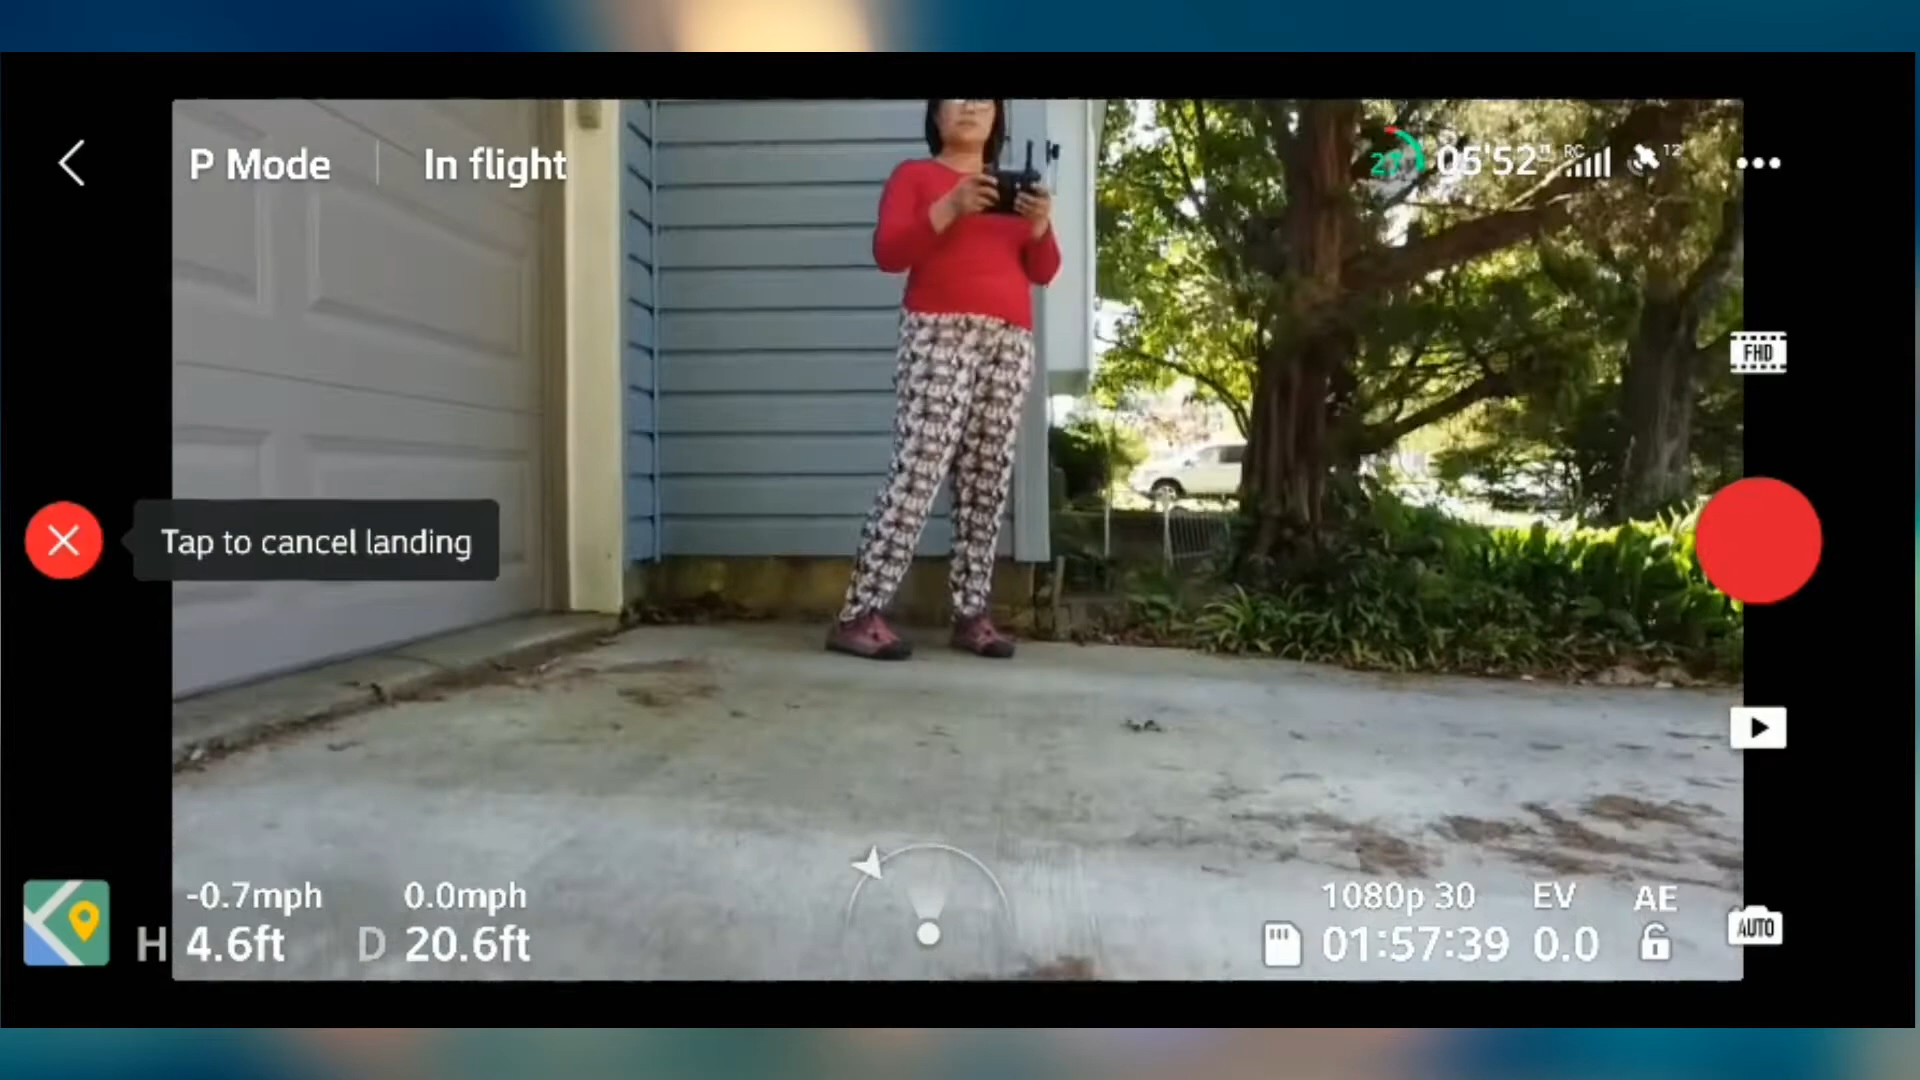 P Mode
In flight
27
05'52"
RC
12
FHD
Tap to cancel landing
-0.7mph
0.0mph
H 4.6ft
D 20.6ft
1080p 30
EV
AE
01:57:39
0.0
AUTO